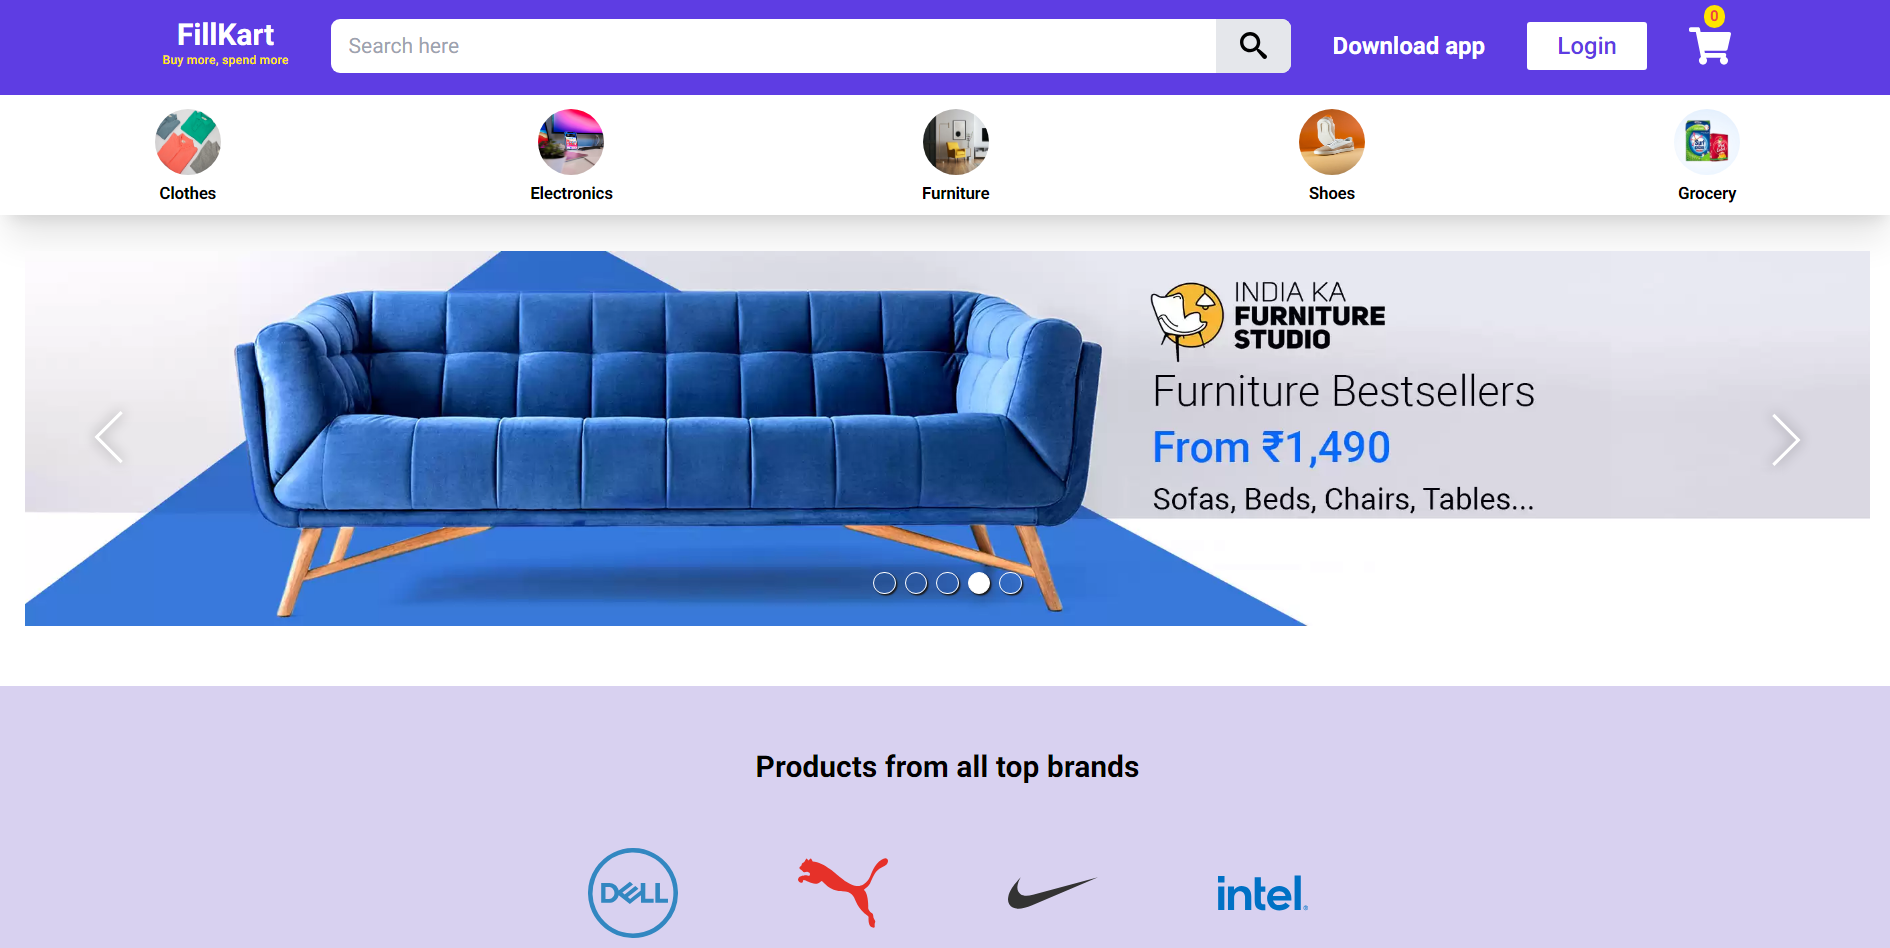 FillKart
Buy more, spend more
Search here
Download app
Login
0
Clothes
Electronics
Furniture
Shoes
Grocery
INDIA KA
FURNITURE
STUDIO
Furniture Bestsellers
From ₹1,490
Sofas, Beds, Chairs, Tables...
Products from all top brands
DELL
intel